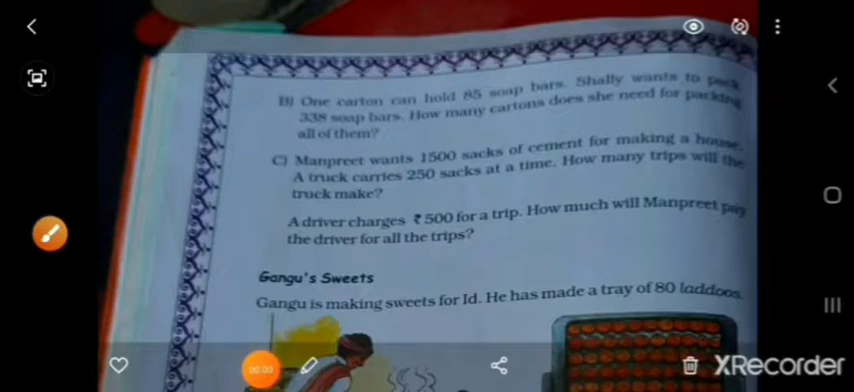 B) One carton can hold 85 soap bars. Shally wants to pack
338 soap bars. How many cartons does she need for packing
all of them?
C) Manpreet wants 1500 sacks of cement for making a house.
A truck carries 250 sacks at a time. How many trips will the
truck make?
A driver charges ₹ 500 for a trip. How much will Manpreet pay
the driver for all the trips?
Gangu's Sweets
Gangu is making sweets for Id. He has made a tray of 80 laddoos.
00:00
XRecorder